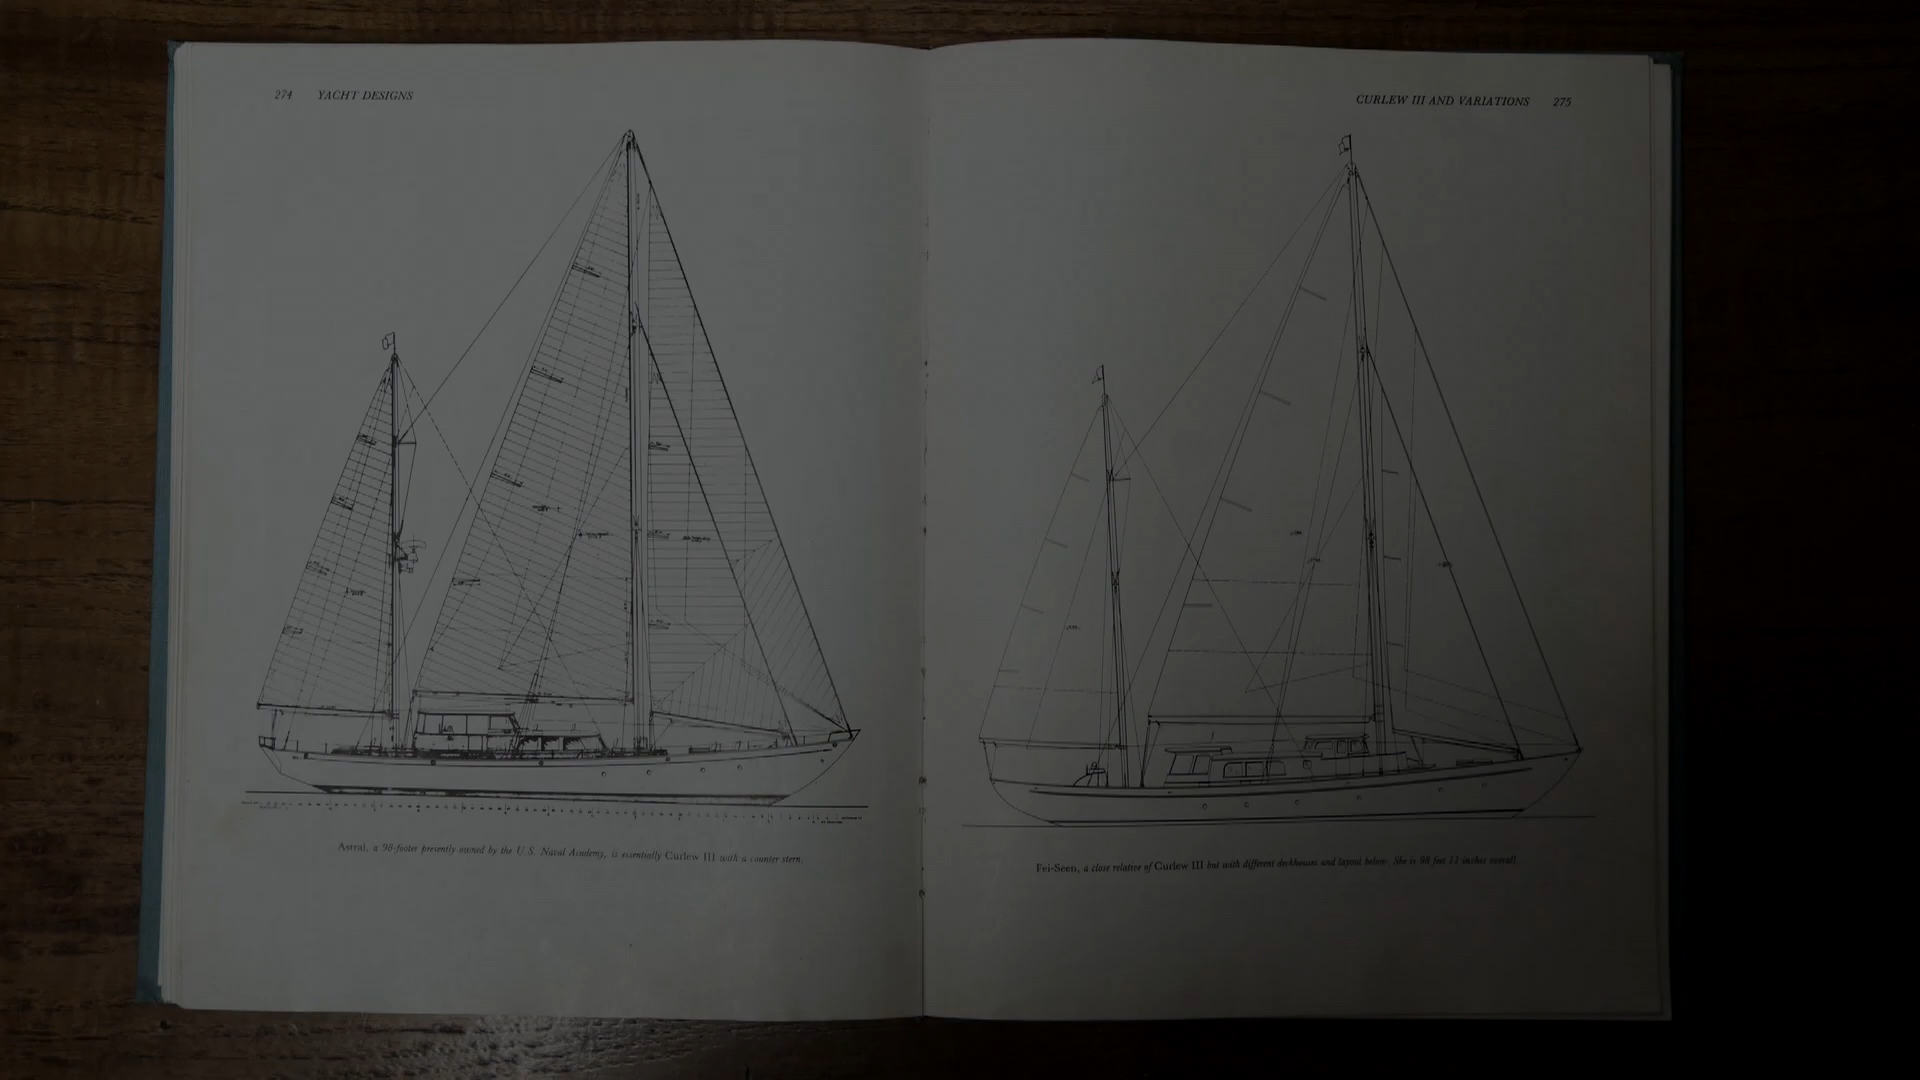 274 YACHT DESIGNS
Astral, a 98-footer presently owned by the U.S. Naval Academy, is essentially Curlew III with a counter stern.
CURLEW III AND VARIATIONS 275
Fei-Seen, a close relative of Curlew III but with different deckhouses and layout below. She is 98 feet 11 inches overall.